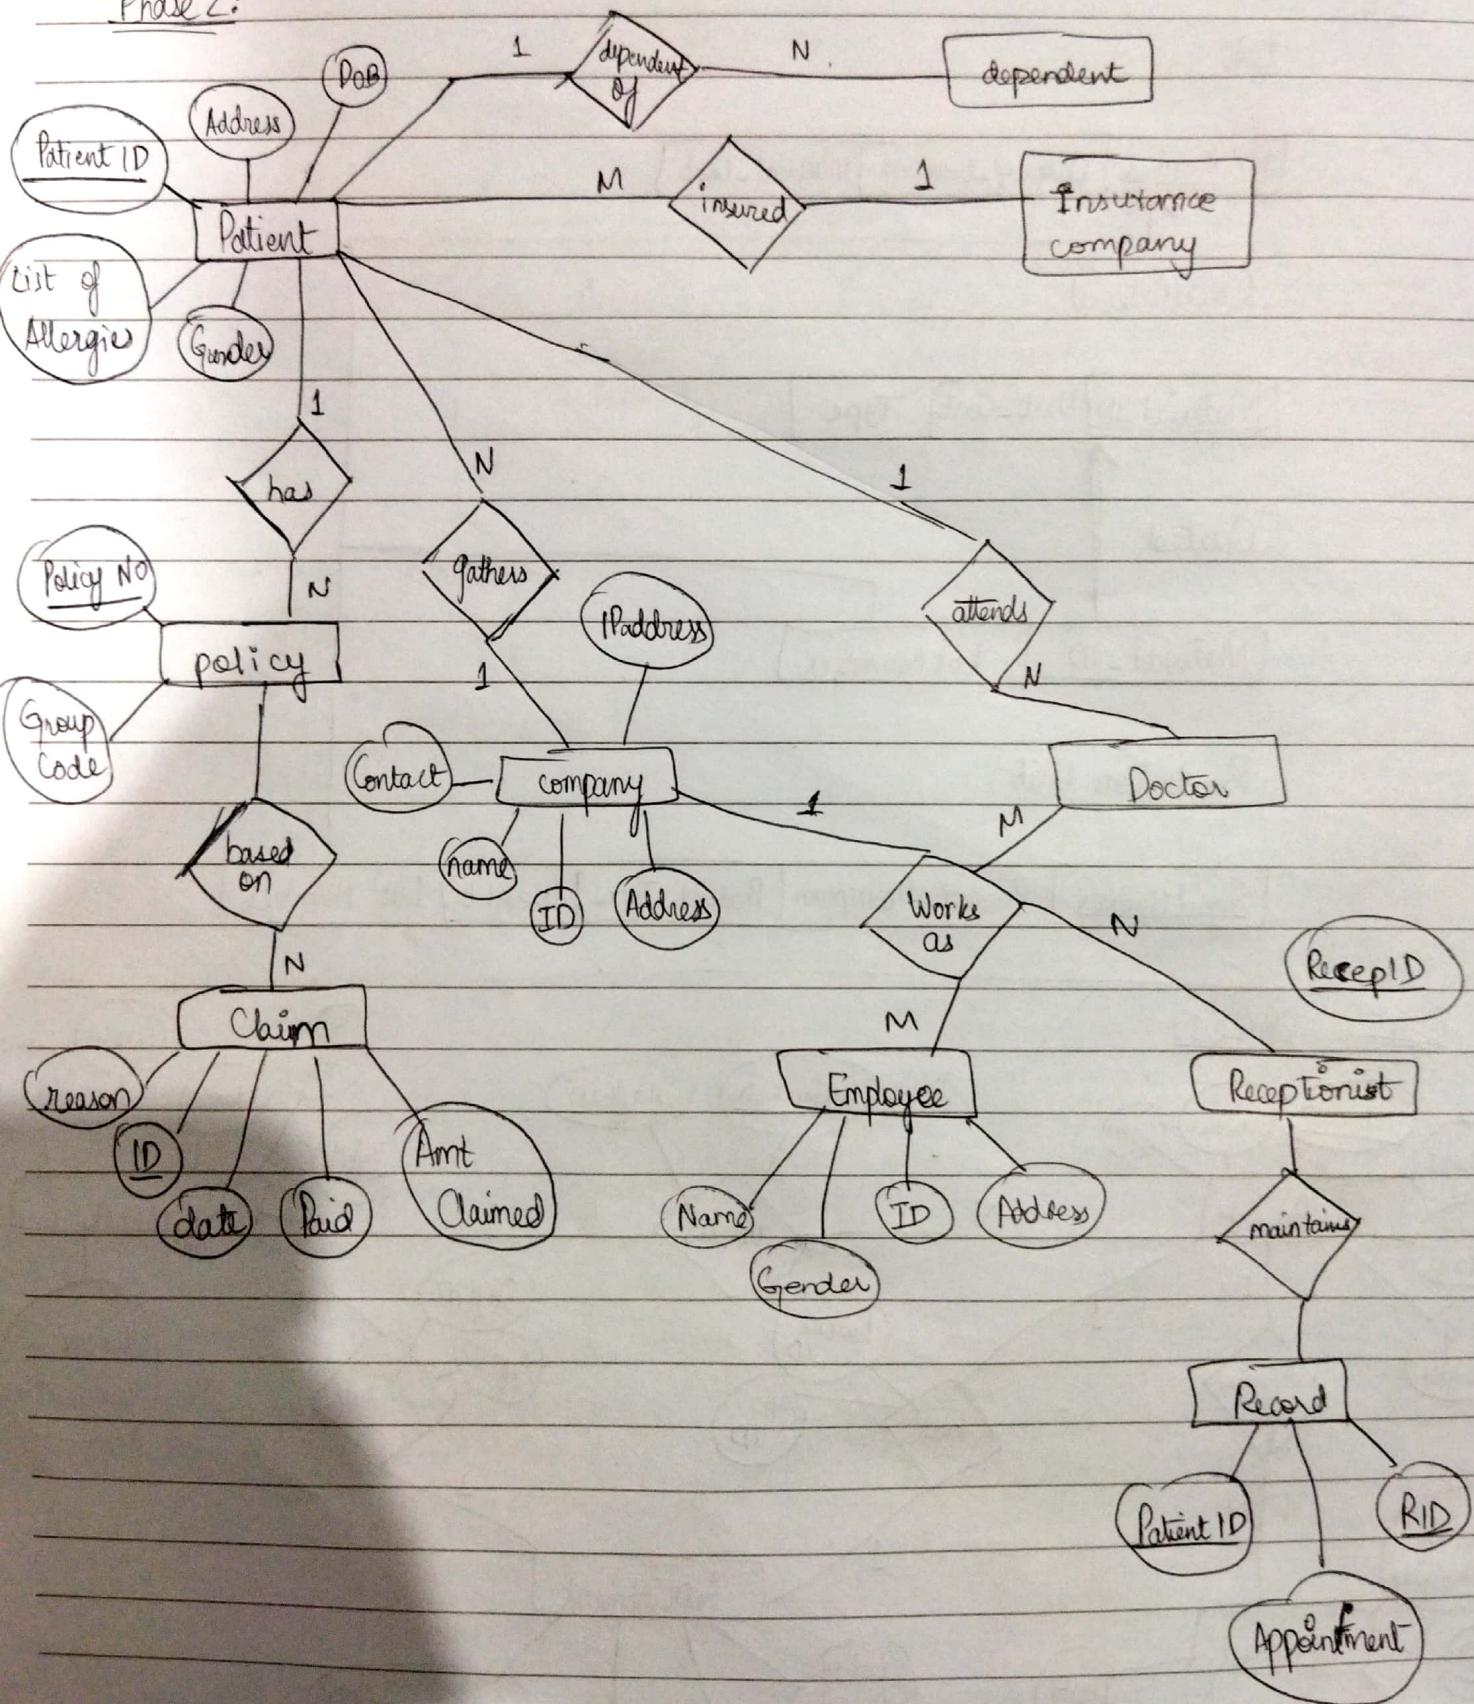 Phase 2:
1
dependent
of
N
dependent
DOB
Address
Patient ID
Patient
M
insured
1
Insurance
company
List of
Allergies
Gender
1
has
N
N
gathers
1
1
attends
N
Policy NO
policy
Group
Code
IPaddress
Contact
company
name
ID
Address
1
Doctor
M
Works
as
N
M
based
on
N
Claim
reason
ID
date
Paid
Amt
Claimed
Employee
Name
Gender
ID
Address
RecepID
Receptionist
maintains
Record
Patient ID
RID
Appointment